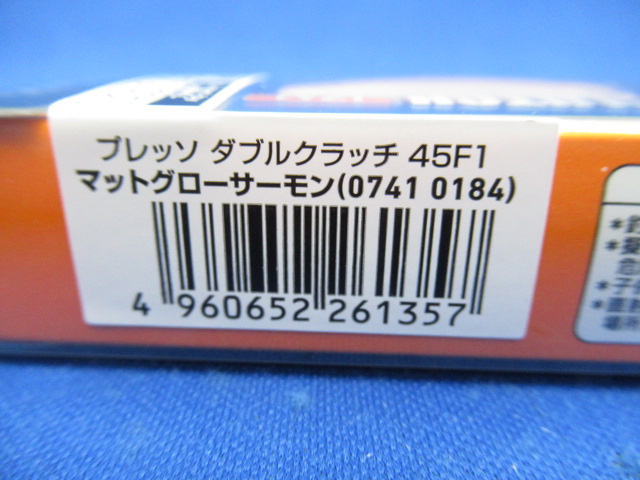 プレッソ ダブルクラッチ 45F1
マットグローサーモン(0741 0184)
4 960652 261357